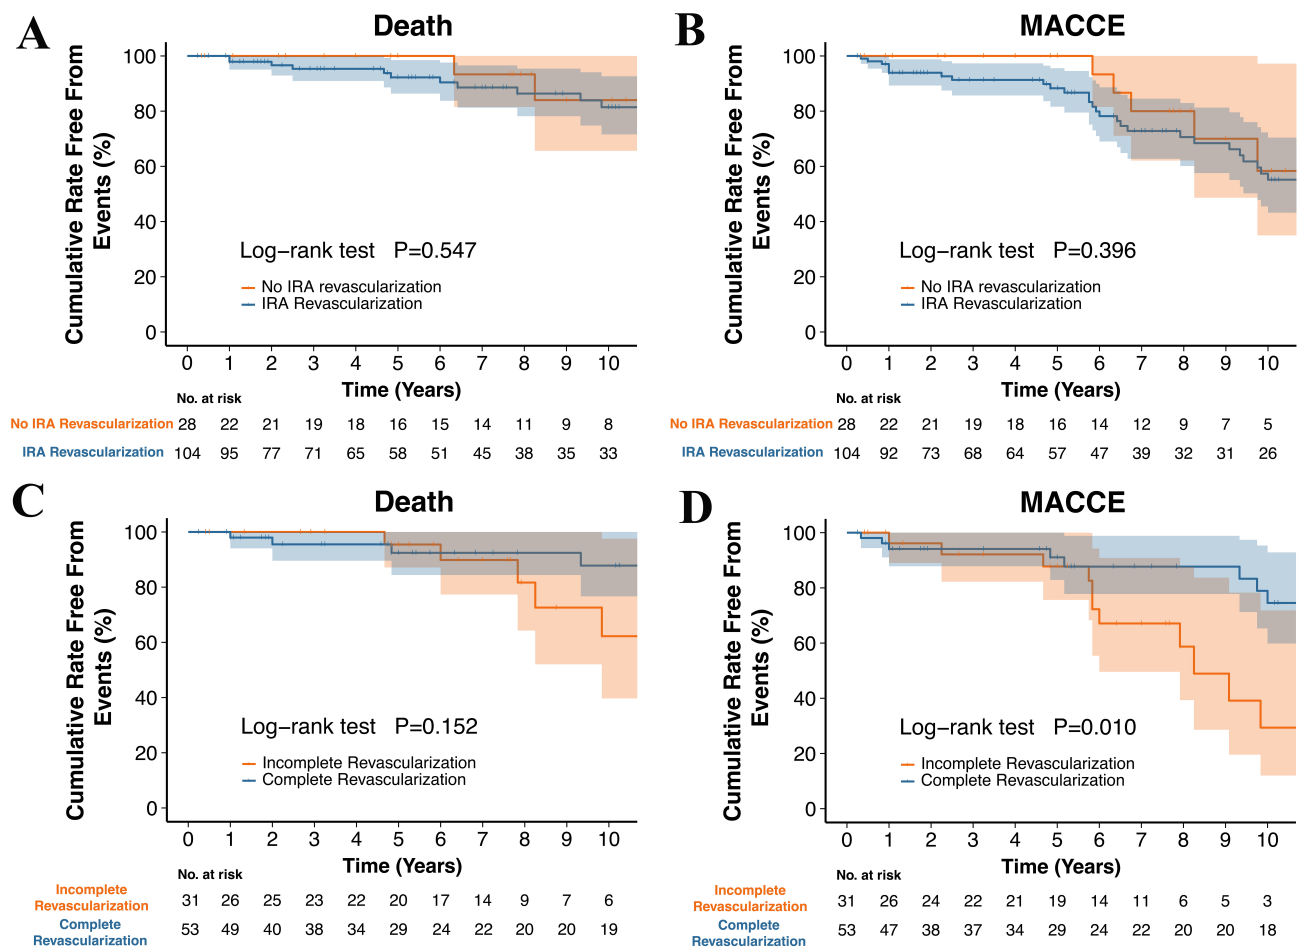 A
Death
Cumulative Rate Free From
Events (%)
100
80
60
40
20
0
Log-rank test P=0.547
No IRA revascularization
IRA Revascularization
0 1 2 3 4 5 6 7 8 9 10
Time (Years)
No. at risk
No IRA Revascularization 28 22 21 19 18 16 15 14 11 9 8
IRA Revascularization 104 95 77 71 65 58 51 45 38 35 33
B
MACCE
Cumulative Rate Free From
Events (%)
100
80
60
40
20
0
Log-rank test P=0.396
No IRA revascularization
IRA Revascularization
0 1 2 3 4 5 6 7 8 9 10
Time (Years)
No. at risk
No IRA Revascularization 28 22 21 19 18 16 14 12 9 7 5
IRA Revascularization 104 92 73 68 64 57 47 39 32 31 26
C
Death
Cumulative Rate Free From
Events (%)
100
80
60
40
20
0
Log-rank test P=0.152
Incomplete Revascularization
Complete Revascularization
0 1 2 3 4 5 6 7 8 9 10
Time (Years)
No. at risk
Incomplete
Revascularization 31 26 25 23 22 20 17 14 9 7 6
Complete
Revascularization 53 49 40 38 34 29 24 22 20 20 19
D
MACCE
Cumulative Rate Free From
Events (%)
100
80
60
40
20
0
Log-rank test P=0.010
Incomplete Revascularization
Complete Revascularization
0 1 2 3 4 5 6 7 8 9 10
Time (Years)
No. at risk
Incomplete
Revascularization 31 26 24 22 21 19 14 11 6 5 3
Complete
Revascularization 53 47 38 37 34 29 24 22 20 20 18